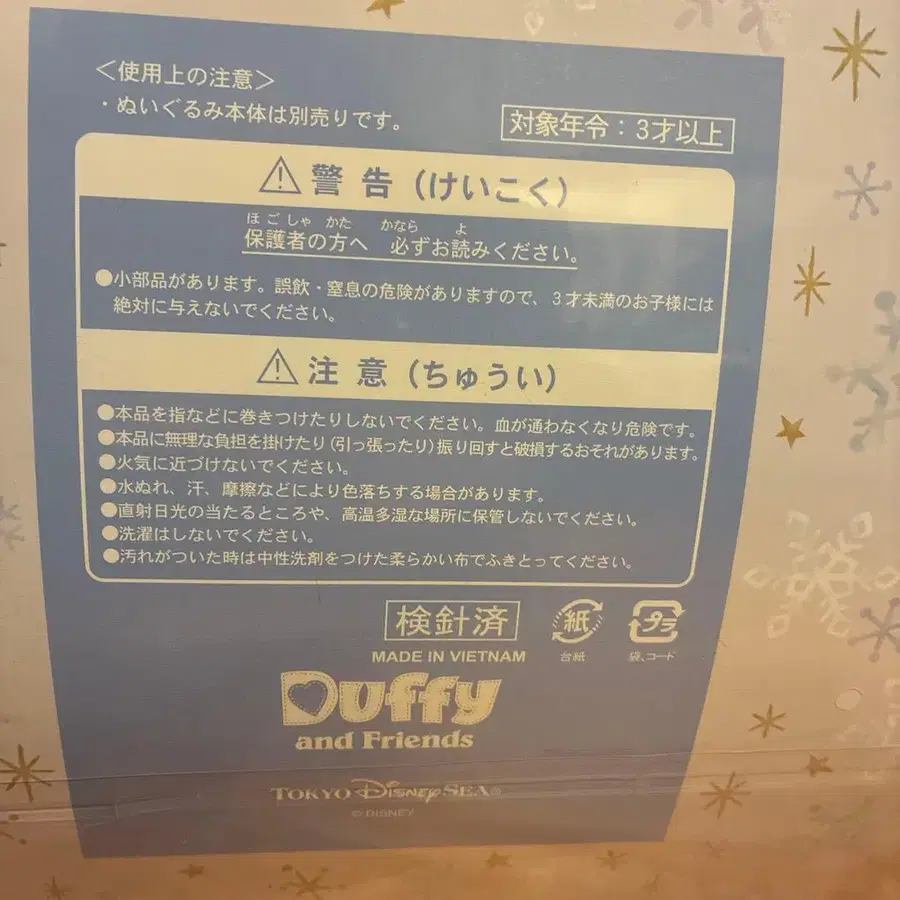 ＜使用上の注意＞
・ぬいぐるみ本体は別売りです。
対象年令：3才以上
⚠警告（けいこく）
ほごしゃ かた かなら よ
保護者の方へ 必ずお読みください。
●小部品があります。誤飲・窒息の危険がありますので、3才未満のお子様には
絶対に与えないでください。
⚠注意（ちゅうい）
●本品を指などに巻きつけたりしないでください。血が通わなくなり危険です。
●本品に無理な負担を掛けたり（引っ張ったり）振り回すと破損するおそれがあります。
●火気に近づけないでください。
●水ぬれ、汗、摩擦などにより色落ちする場合があります。
●直射日光の当たるところや、高温多湿な場所に保管しないでください。
●洗濯はしないでください。
●汚れがついた時は中性洗剤をつけた柔らかい布でふきとってください。
検針済
紙
プラ
台紙
袋、コード
MADE IN VIETNAM
Duffy
and Friends
TOKYO DISNEY SEA®
© DISNEY